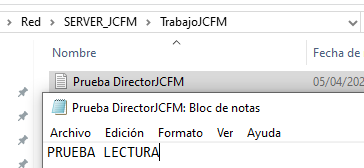 Red > SERVER_JCFM > TrabajoJCFM
Nombre
Fecha de
Prueba DirectorJCFM
05/04/202
Prueba DirectorJCFM: Bloc de notas
Archivo Edición Formato Ver Ayuda
PRUEBA LECTURA